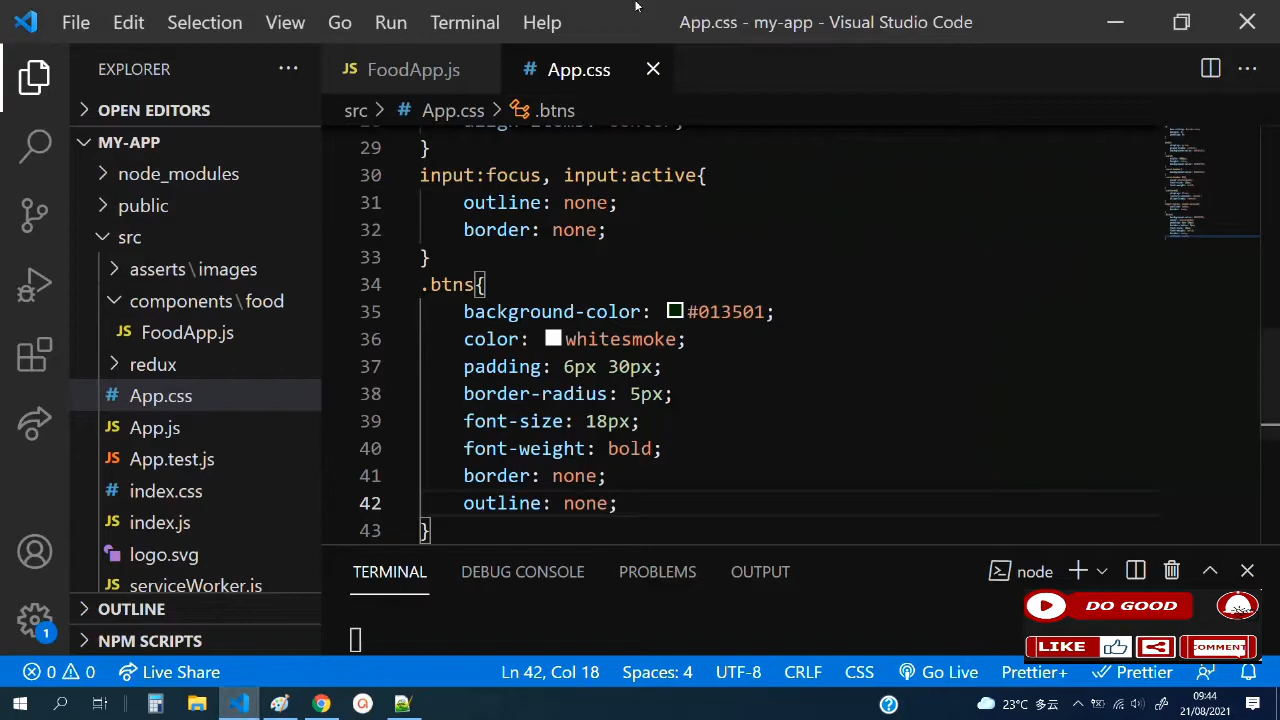 File Edit Selection View Go Run Terminal Help App.css - my-app - Visual Studio Code
EXPLORER
FoodApp.js
App.css
OPEN EDITORS
src > App.css > .btns
MY-APP
node_modules
public
src
asserts\images
components\food
FoodApp.js
redux
App.css
App.js
App.test.js
index.css
index.js
logo.svg
serviceWorker.js
OUTLINE
NPM SCRIPTS
align-items: center;
29 }
30 input:focus, input:active{
31 outline: none;
32 border: none;
33 }
34 .btns{
35 background-color: #013501;
36 color: whitesmoke;
37 padding: 6px 30px;
38 border-radius: 5px;
39 font-size: 18px;
40 font-weight: bold;
41 border: none;
42 outline: none;
43 }
TERMINAL DEBUG CONSOLE PROBLEMS OUTPUT node
DO GOOD
LIKE COMMENT
1
0 0 Live Share Ln 42, Col 18 Spaces: 4 UTF-8 CRLF CSS Go Live Prettier+ Prettier
23°C 多云
09:44
21/08/2021